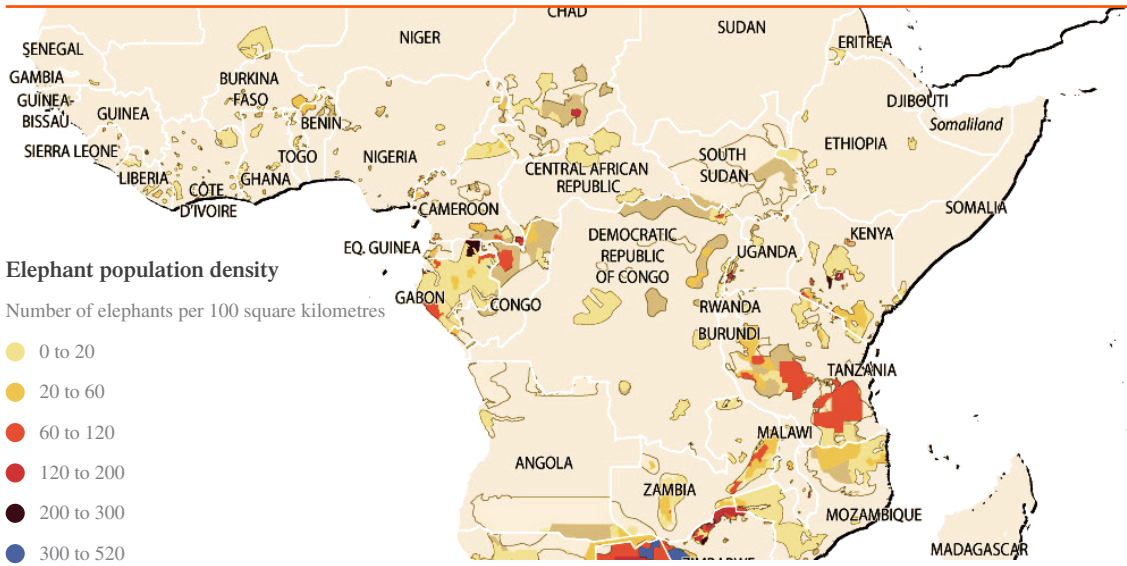 CHAD
SUDAN
NIGER
SENEGAL
ERITREA
GAMBIA
BURKINA
FASO
GUINEA-
BISSAU
GUINEA
DJIBOUTI
BENIN
Somaliland
SIERRA LEONE
TOGO
NIGERIA
ETHIOPIA
SOUTH
SUDAN
CENTRAL AFRICAN
REPUBLIC
LIBERIA
CÔTE
D'IVOIRE
GHANA
CAMEROON
SOMALIA
EQ. GUINEA
DEMOCRATIC
REPUBLIC
OF CONGO
UGANDA
KENYA
Elephant population density
GABON
CONGO
RWANDA
Number of elephants per 100 square kilometres
BURUNDI
0 to 20
TANZANIA
20 to 60
60 to 120
MALAWI
ANGOLA
120 to 200
ZAMBIA
200 to 300
MOZAMBIQUE
MADAGASCAR
300 to 520
ZIMBABWE